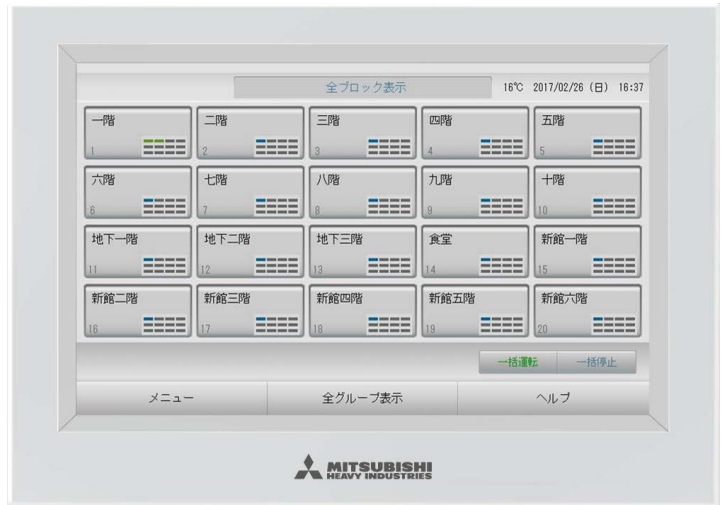 全ブロック表示 16℃ 2017/02/26 (日) 16:37
一階 二階 三階 四階 五階
1 2 3 4 5
六階 七階 八階 九階 十階
6 7 8 9 10
地下一階 地下二階 地下三階 食堂 新館一階
11 12 13 14 15
新館二階 新館三階 新館四階 新館五階 新館六階
16 17 18 19 20
一括運転 一括停止
メニュー 全グループ表示 ヘルプ
MITSUBISHI
HEAVY INDUSTRIES